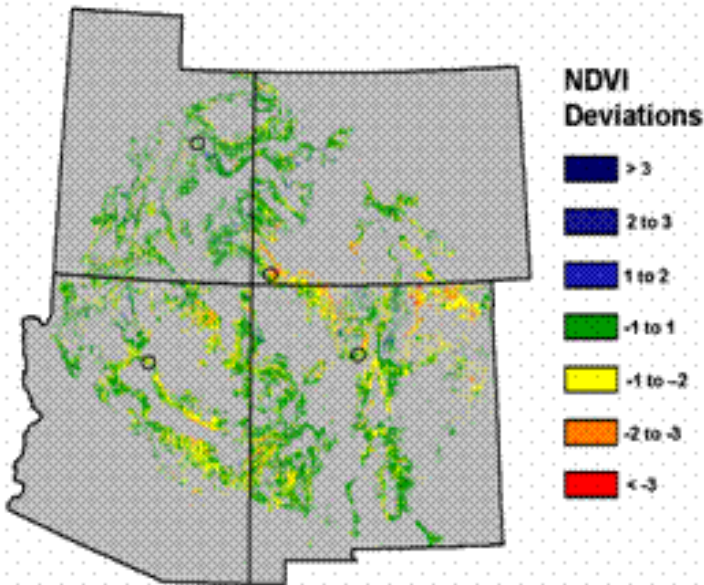 NDVI
Deviations
> 3
2 to 3
1 to 2
-1 to 1
-1 to -2
-2 to -3
< -3